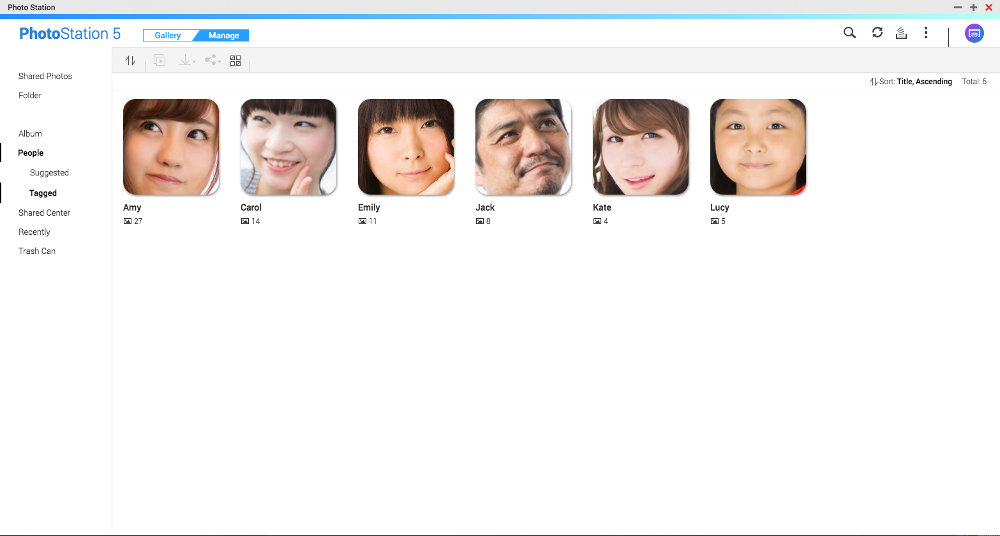 Photo Station
PhotoStation 5
Gallery
Manage
Sort: Title, Ascending
Total: 6
Shared Photos
Folder
Album
People
Suggested
Tagged
Shared Center
Recently
Trash Can
Amy
27
Carol
14
Emily
11
Jack
8
Kate
4
Lucy
5